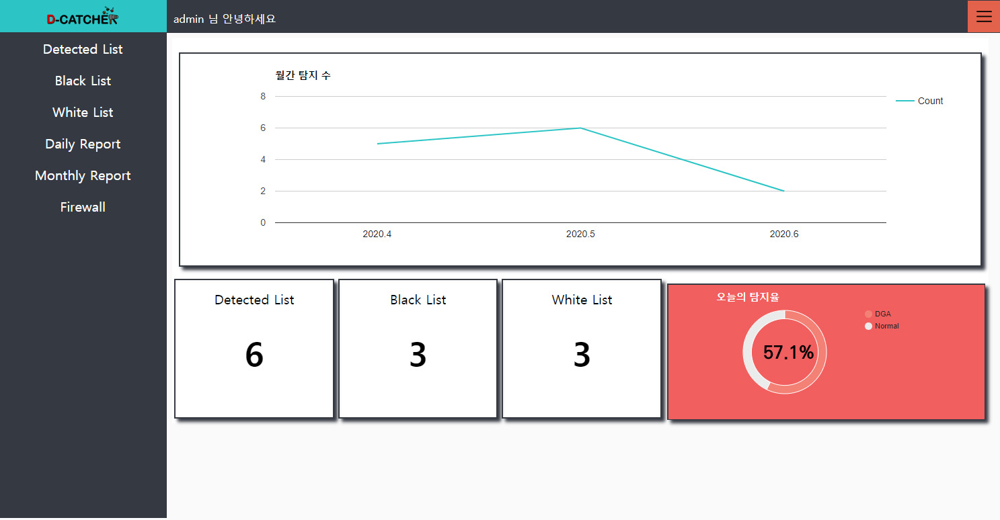 D-CATCHER
admin 님 안녕하세요
Detected List
Black List
White List
Daily Report
Monthly Report
Firewall
월간 탐지 수
8
6
4
2
0
Count
2020.4
2020.5
2020.6
Detected List
6
Black List
3
White List
3
오늘의 탐지율
57.1%
DGA
Normal